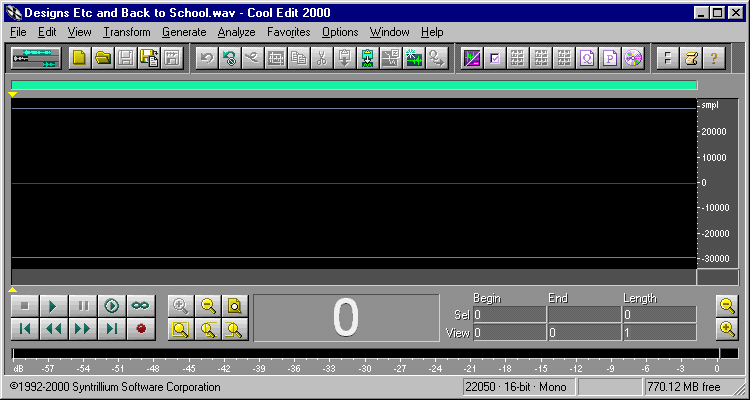 Designs Etc and Back to School.wav - Cool Edit 2000
File Edit View Transform Generate Analyze Favorites Options Window Help
Q P F ?
smpl
20000
10000
0
-10000
-20000
-30000
0
Begin End Length
Sel 0 0
View 0 0 1
dB -57 -54 -51 -48 -45 -42 -39 -36 -33 -30 -27 -24 -21 -18 -15 -12 -9 -6 -3 0
©1992-2000 Syntrillium Software Corporation 22050 · 16-bit · Mono 770.12 MB free